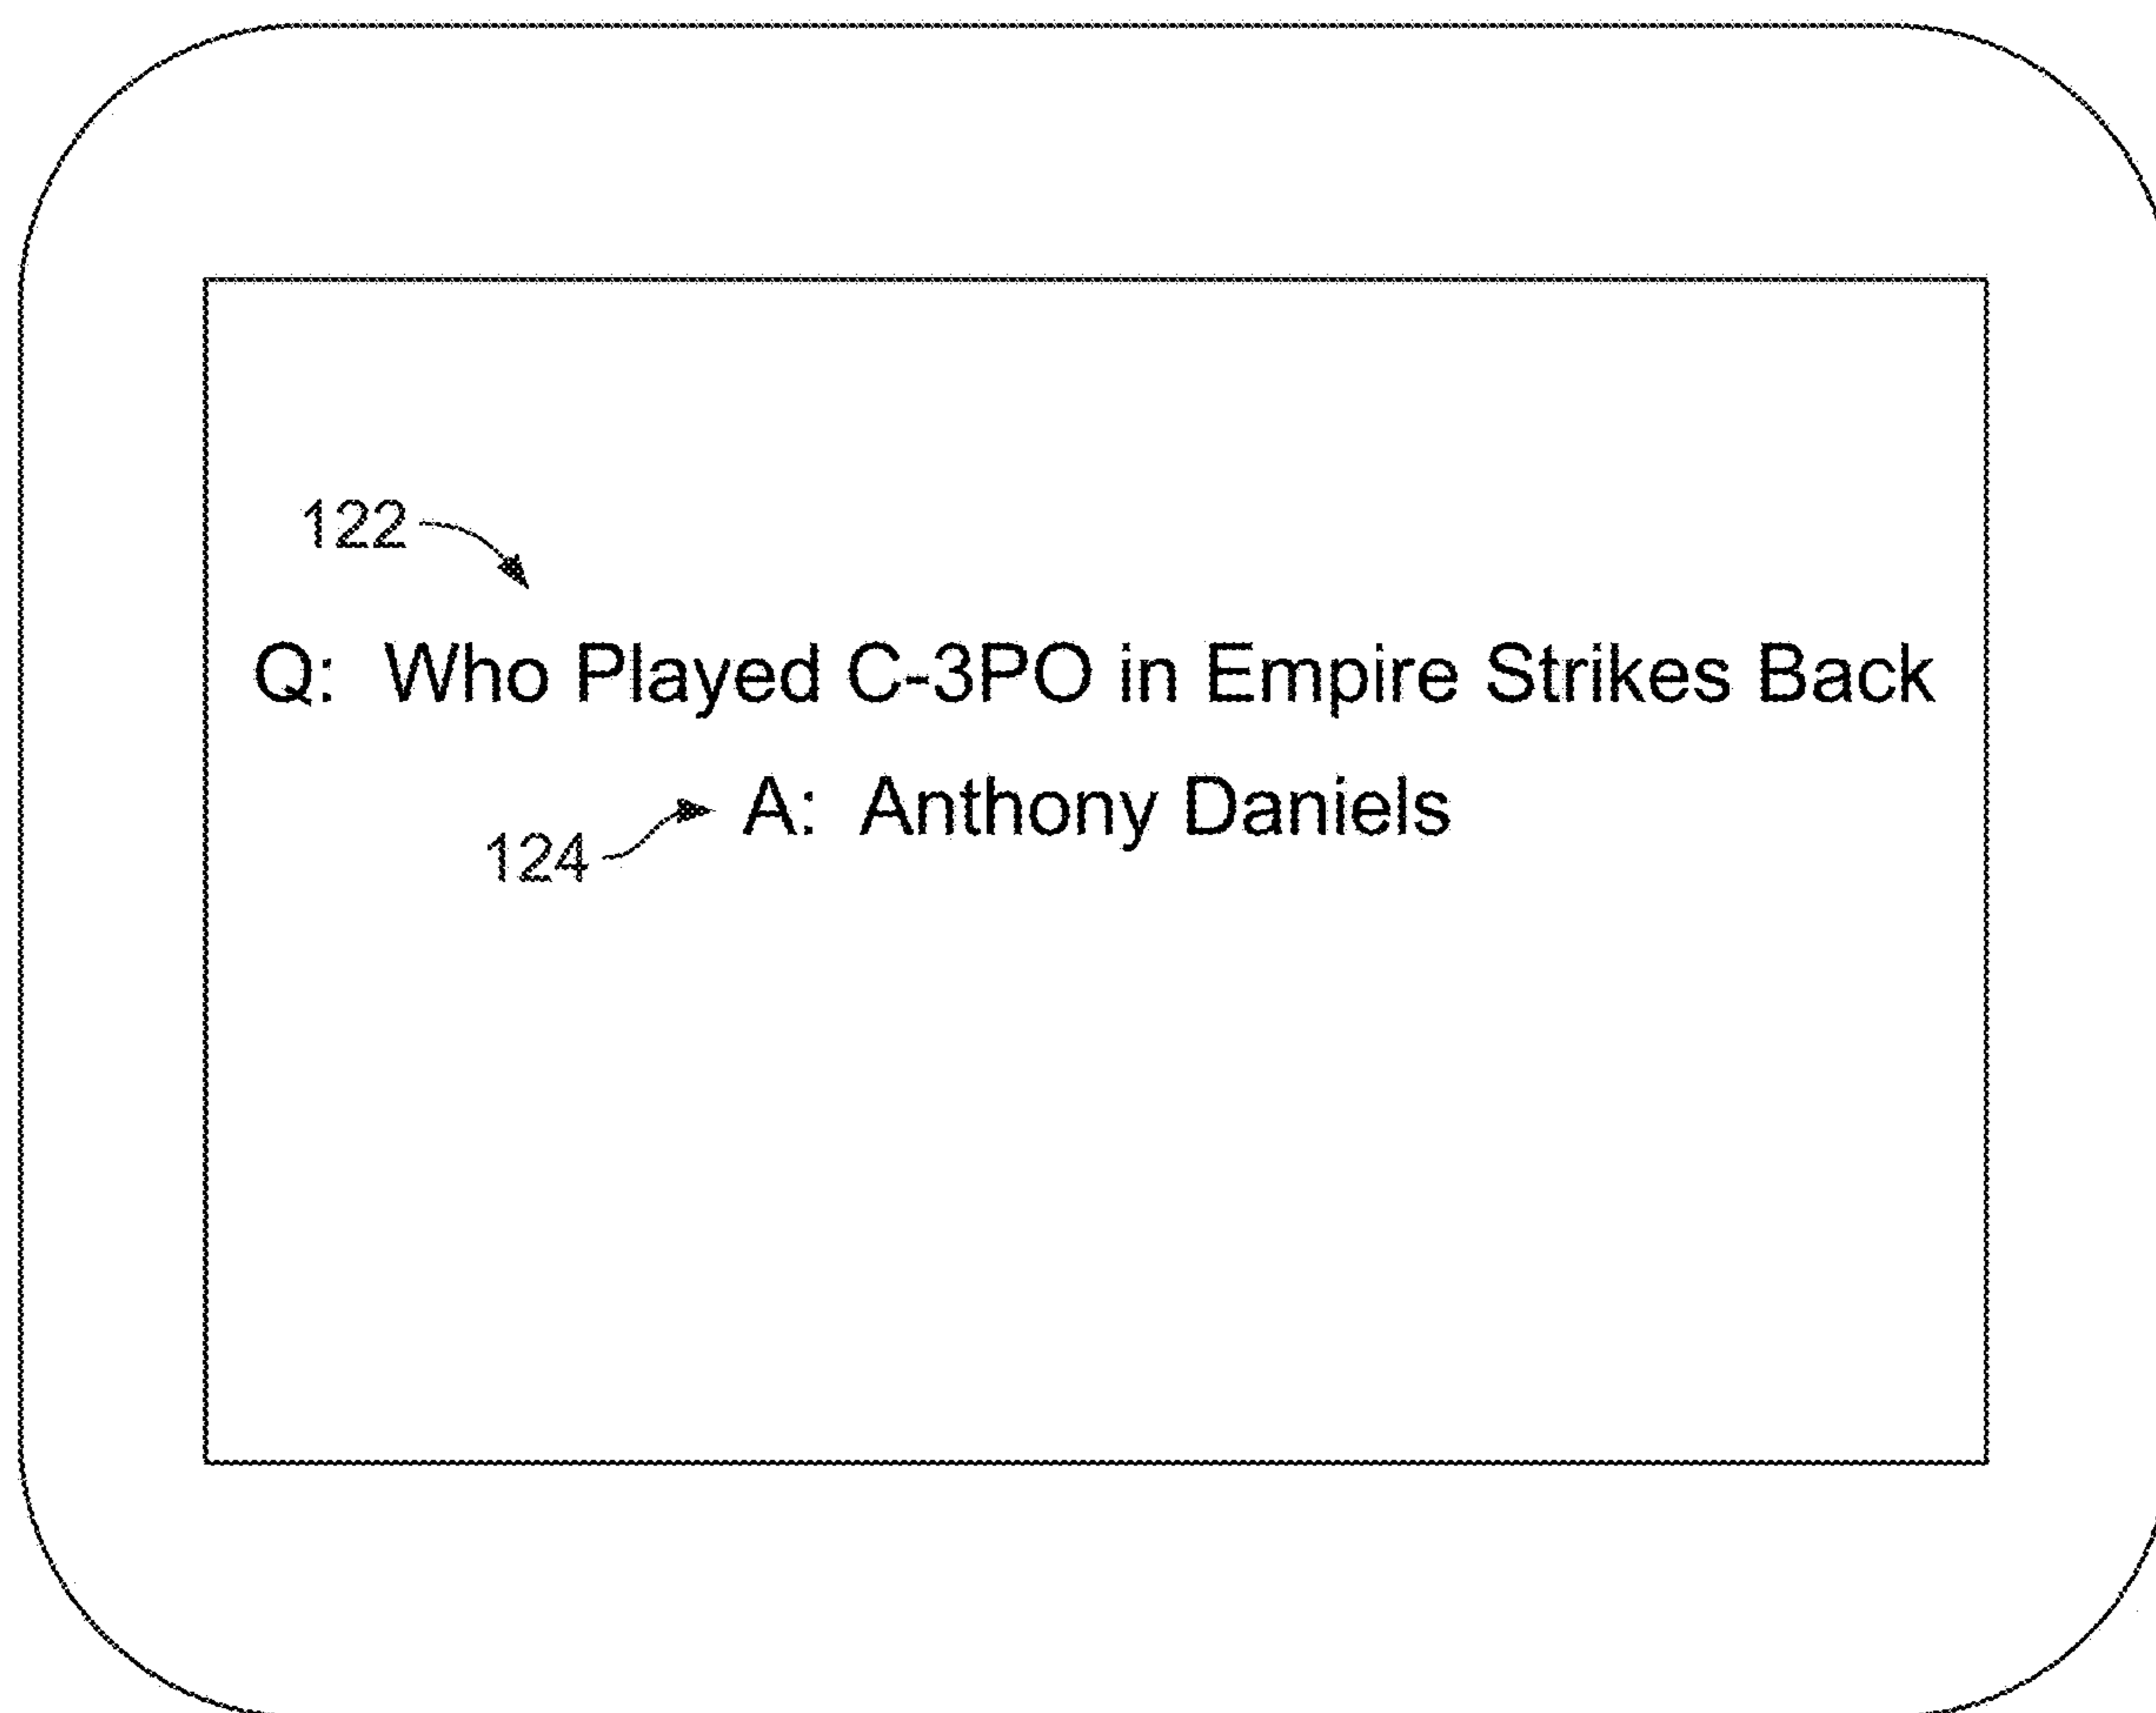 122
Q: Who Played C-3PO in Empire Strikes Back
A: Anthony Daniels
124